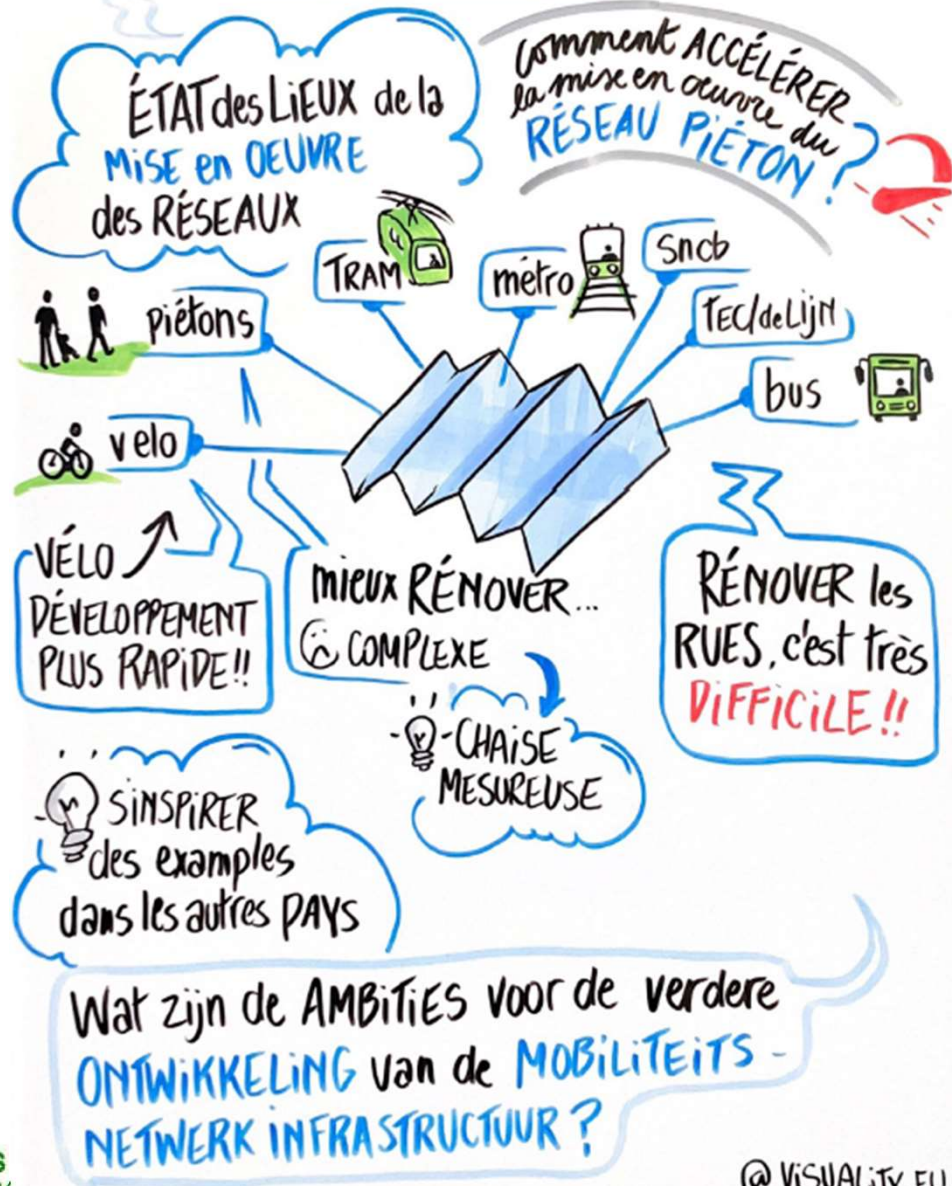 ÉTAT des LiEUX de la
MiSE en OEUVRE
des RÉSEAUX
Comment ACCÉLÉRER
la mise en oeuvre du
RÉSEAU PiÉTON ?
TRAM
métro
Sncb
TEC/deLijN
bus
piétons
vélo
VÉLO
DÉVELOPPEMENT
PLUS RAPiDE!!
mieux RÉNOVER...
COMPLEXE
- CHAiSE
MESUREUSE
RÉNOVER les
RUES, c'est très
DiFFiCiLE!!
SiNSPiRER
des examples
dans les autres PAYS
Wat zijn de AMBiTiES voor de verdere
ONTWiKKELiNG van de MOBiLiTEiTS-
NETWERK iNFRASTRUCTUUR?
@ ViSUALiTY.EU